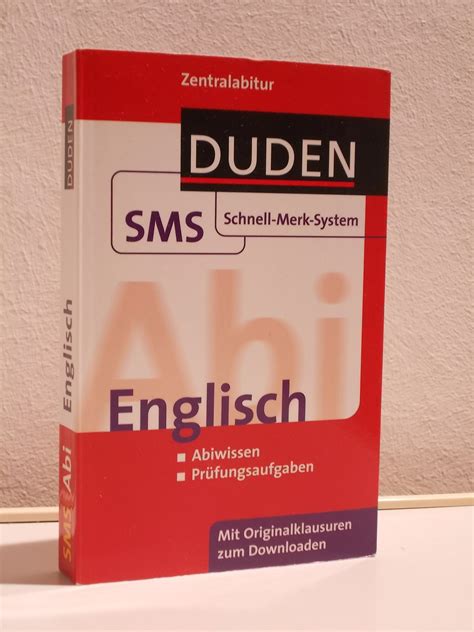 Zentralabitur
DUDEN
SMS
Schnell-Merk-System
Abi
Englisch
Abiwissen
Prüfungsaufgaben
Mit Originalklausuren
zum Downloaden
DUDEN
Englisch
SMS Abi